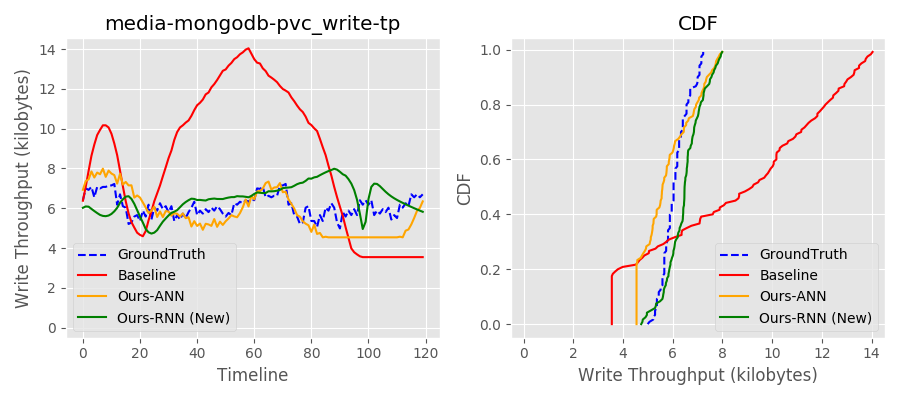 media-mongodb-pvc_write-tp
Write Throughput (kilobytes)
14
12
10
8
6
4
2
0
GroundTruth
Baseline
Ours-ANN
Ours-RNN (New)
0 20 40 60 80 100 120
Timeline
CDF
CDF
1.0
0.8
0.6
0.4
0.2
0.0
GroundTruth
Baseline
Ours-ANN
Ours-RNN (New)
0 2 4 6 8 10 12 14
Write Throughput (kilobytes)